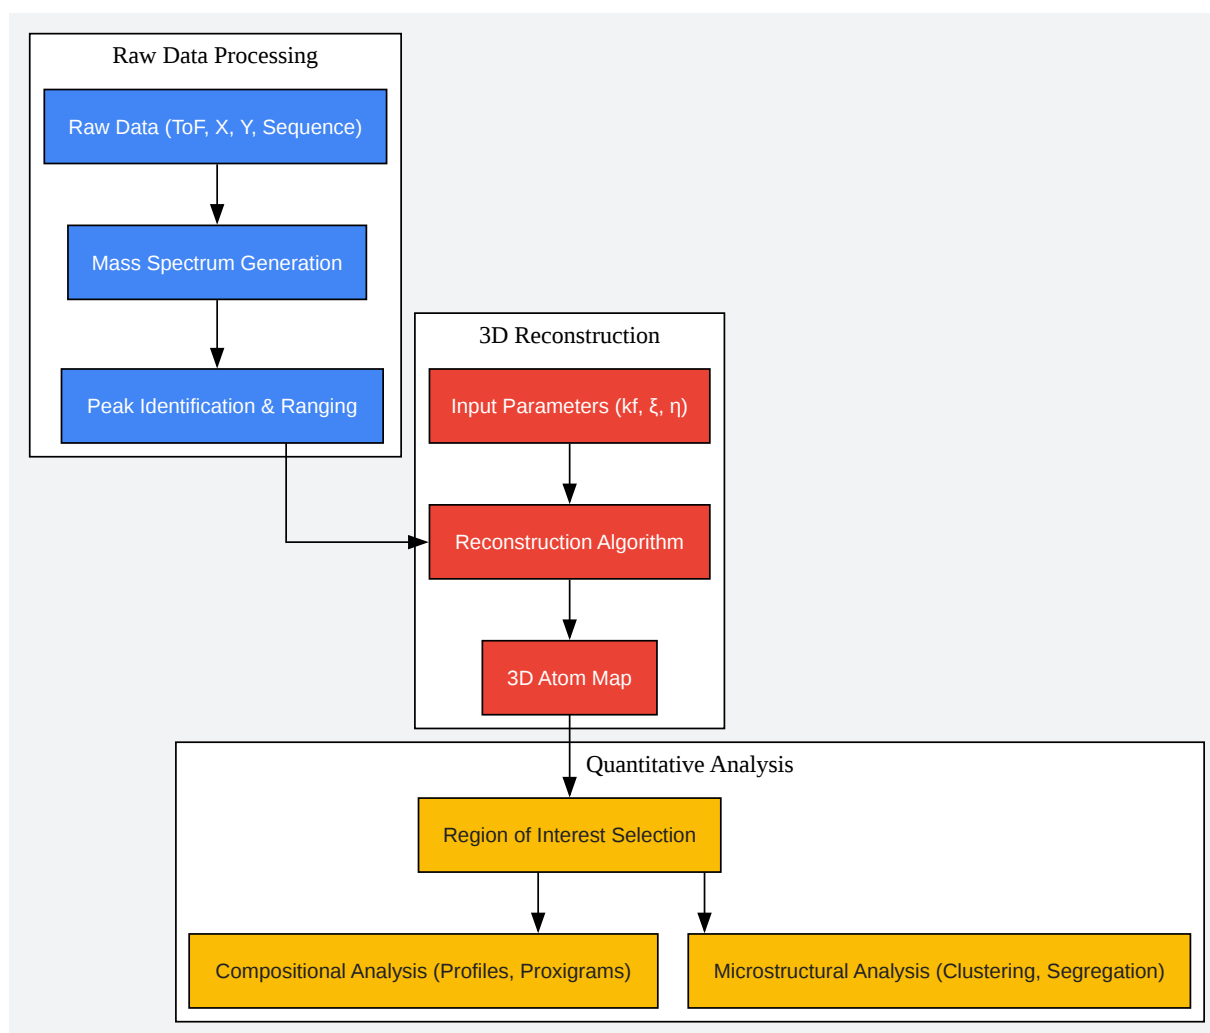 Raw Data Processing
Raw Data (ToF, X, Y, Sequence)
Mass Spectrum Generation
Peak Identification & Ranging
3D Reconstruction
Input Parameters (kf, ξ, η)
Reconstruction Algorithm
3D Atom Map
Quantitative Analysis
Region of Interest Selection
Compositional Analysis (Profiles, Proxigrams)
Microstructural Analysis (Clustering, Segregation)